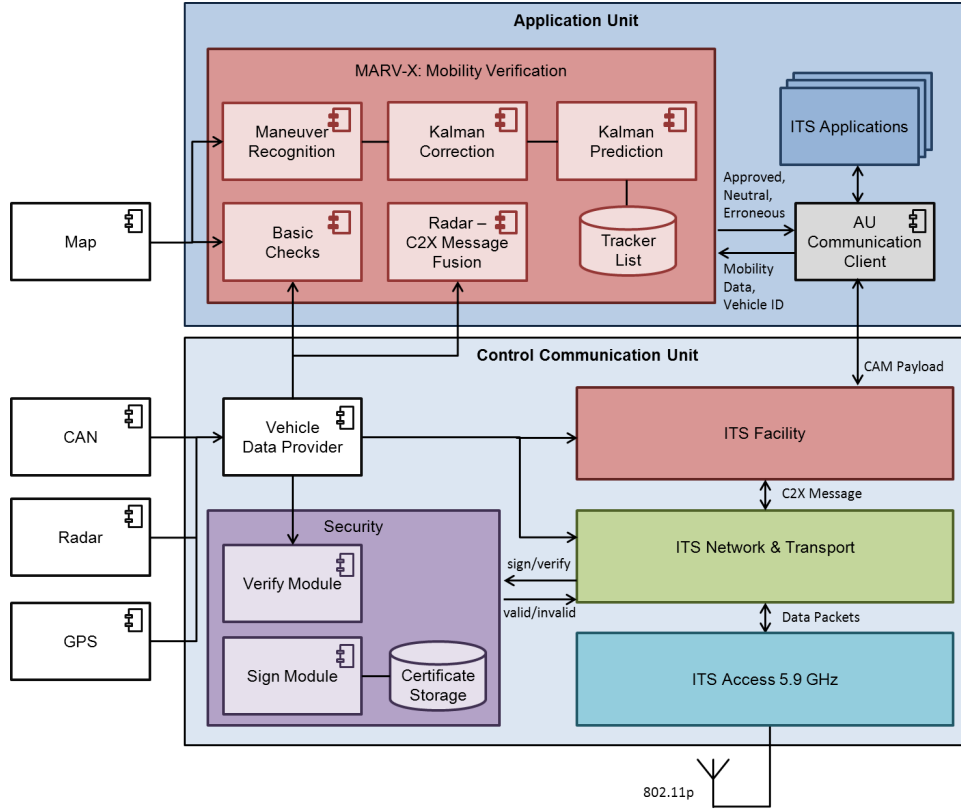 Application Unit
MARV-X: Mobility Verification
Maneuver
Recognition
Kalman
Correction
Kalman
Prediction
ITS Applications
Map
Basic
Checks
Radar –
C2X Message
Fusion
Tracker
List
Approved,
Neutral,
Erroneous
Mobility
Data,
Vehicle ID
AU
Communication
Client
Control Communication Unit
CAM Payload
CAN
Vehicle
Data Provider
ITS Facility
C2X Message
Radar
Security
Verify Module
sign/verify
valid/invalid
ITS Network & Transport
Data Packets
GPS
Sign Module
Certificate
Storage
ITS Access 5.9 GHz
802.11p